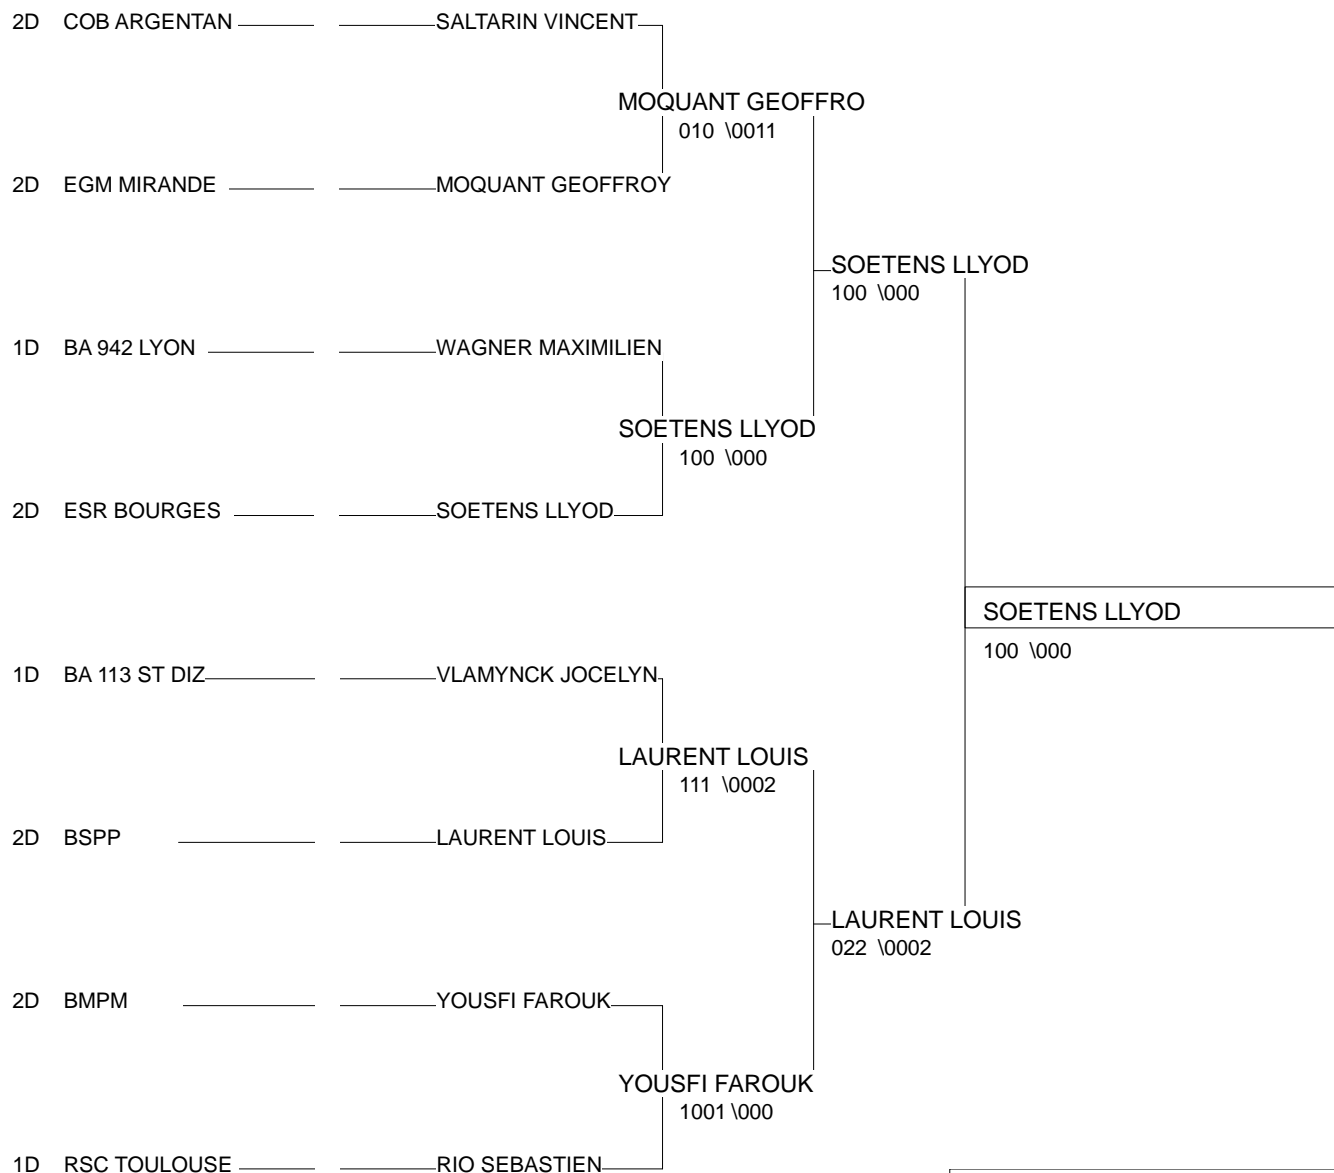 2D COB ARGENTAN SALTARIN VINCENT
MOQUANT GEOFFRO
010 \0011
2D EGM MIRANDE MOQUANT GEOFFROY
SOETENS LLYOD
100 \000
1D BA 942 LYON WAGNER MAXIMILIEN
SOETENS LLYOD
100 \000
2D ESR BOURGES SOETENS LLYOD
SOETENS LLYOD
100 \000
1D BA 113 ST DIZ VLAMYNCK JOCELYN
LAURENT LOUIS
111 \0002
2D BSPP LAURENT LOUIS
LAURENT LOUIS
022 \0002
2D BMPM YOUSFI FAROUK
YOUSFI FAROUK
1001 \000
1D RSC TOULOUSE RIO SEBASTIEN